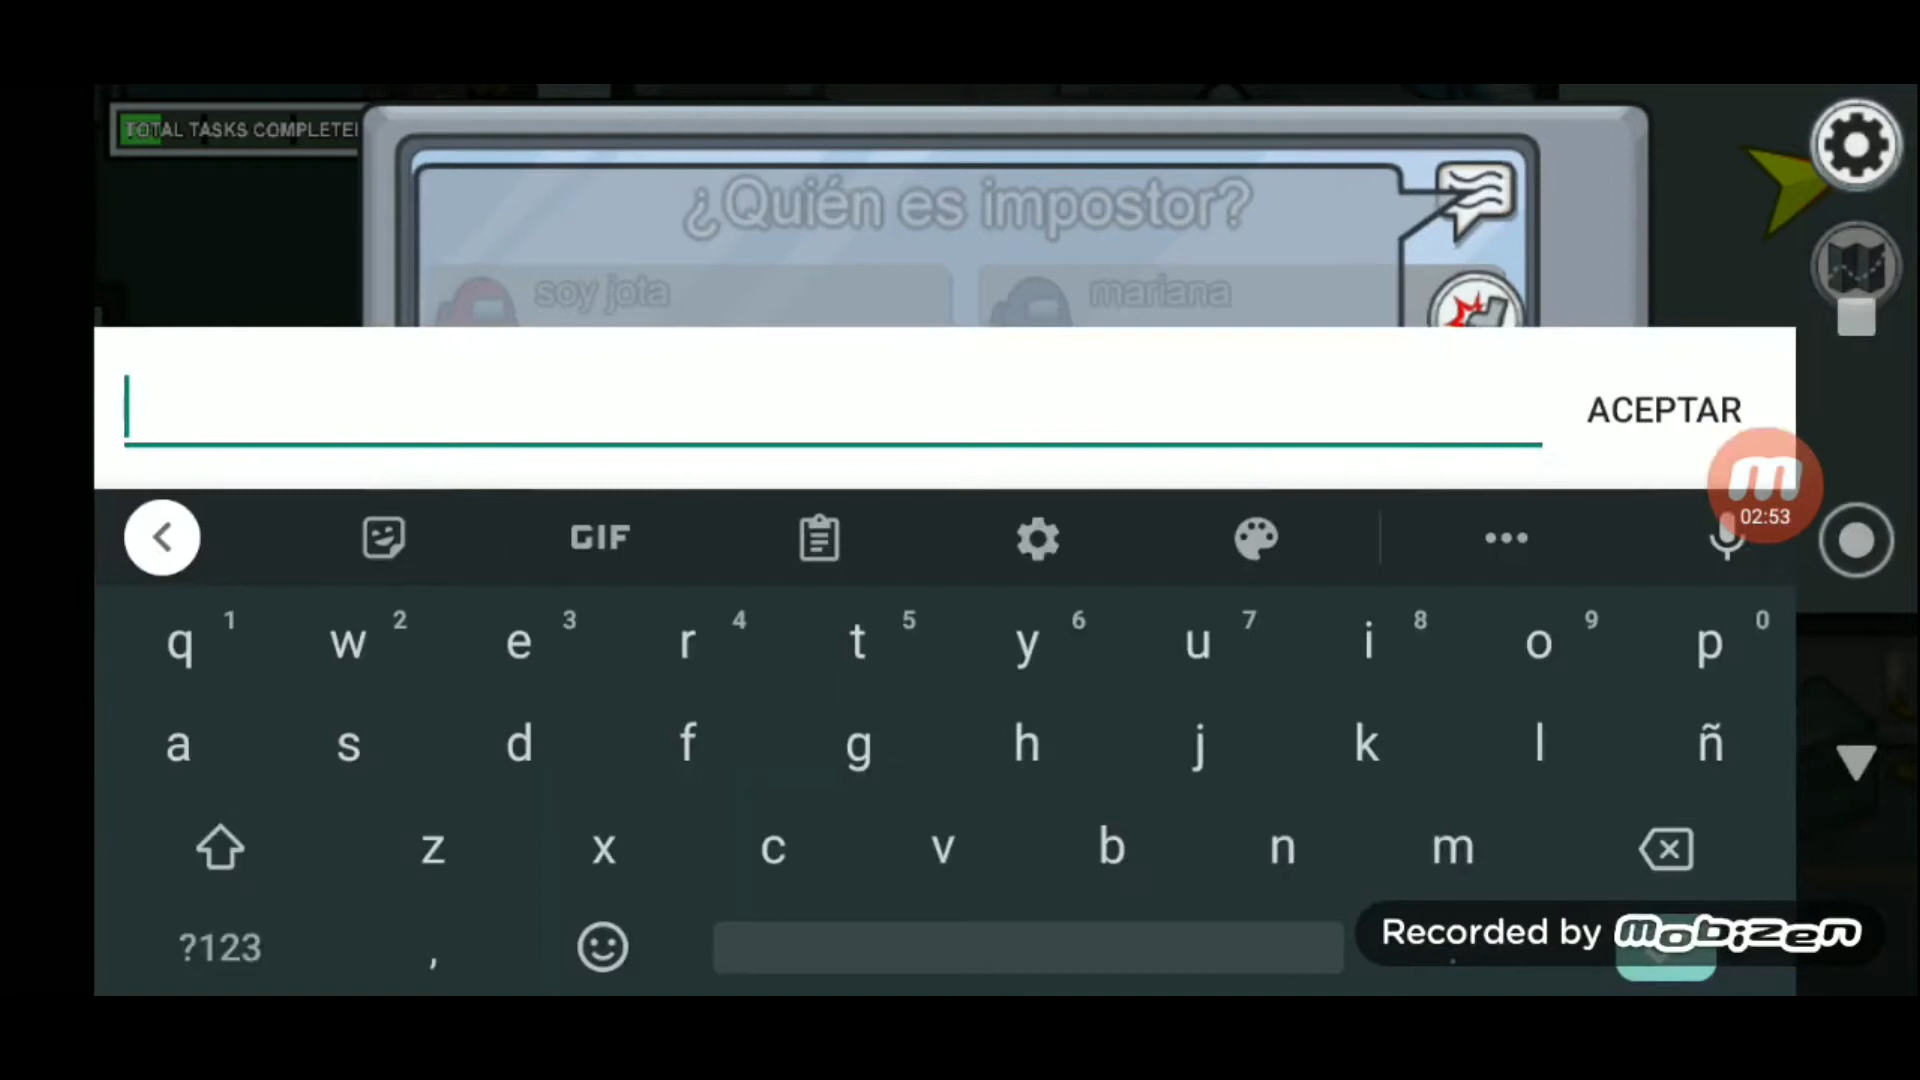 TOTAL TASKS COMPLETE
¿Quién es impostor?
soy jota
mariana
ACEPTAR
02:53
GIF
q 1 w 2 e 3 r 4 t 5 y 6 u 7 i 8 o 9 p 0
a s d f g h j k l ñ
z x c v b n m
?123 , .
Recorded by mobizen